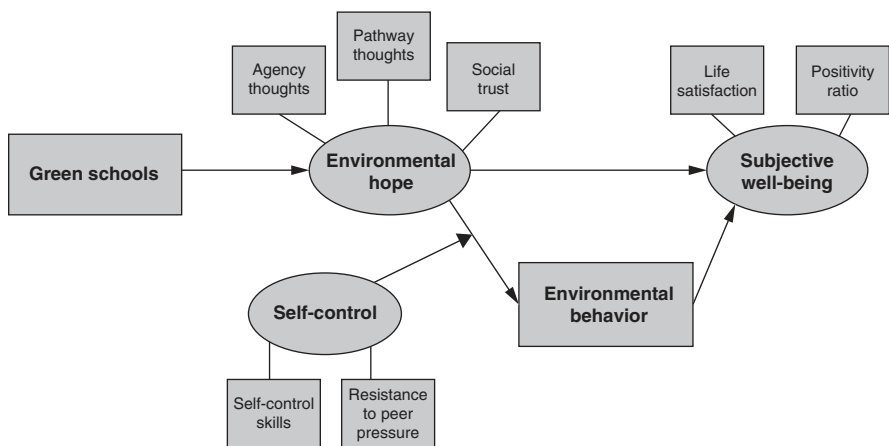 Pathway
thoughts
Agency
thoughts
Social
trust
Life
satisfaction
Positivity
ratio
Green schools
Environmental
hope
Subjective
well-being
Self-control
Environmental
behavior
Self-control
skills
Resistance
to peer
pressure